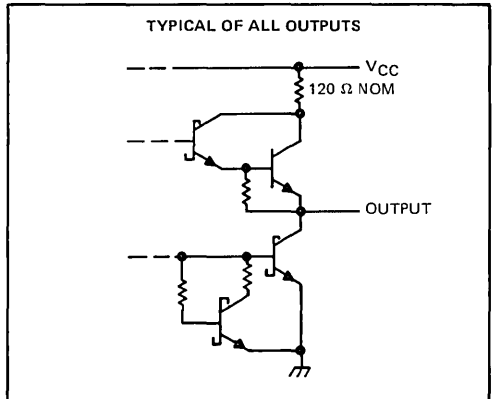 TYPICAL OF ALL OUTPUTS
VCC
120 Ω NOM
OUTPUT